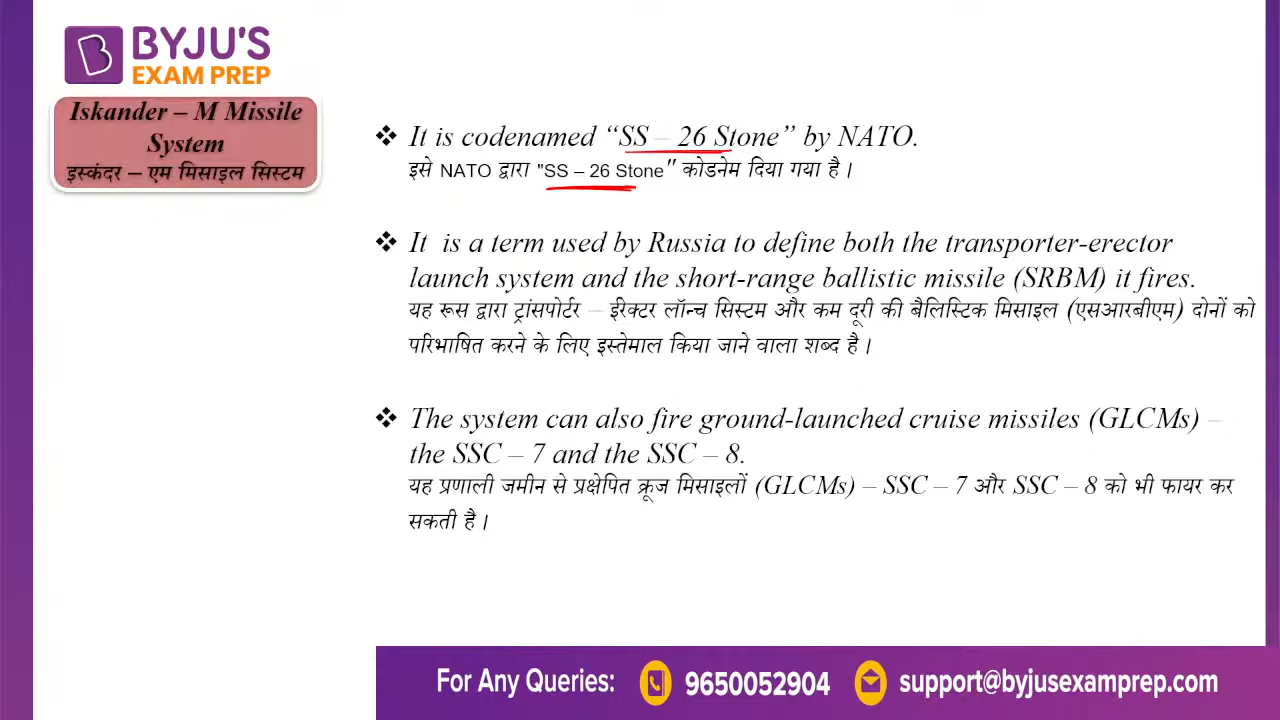 BYJU'S
EXAM PREP
Iskander – M Missile
System
इस्कंदर – एम मिसाइल सिस्टम
❖ It is codenamed “SS – 26 Stone” by NATO.
इसे NATO द्वारा "SS – 26 Stone" कोडनेम दिया गया है।
❖ It is a term used by Russia to define both the transporter-erector
launch system and the short-range ballistic missile (SRBM) it fires.
यह रूस द्वारा ट्रांसपोर्टर – ईरेक्टर लॉन्च सिस्टम और कम दूरी की बैलिस्टिक मिसाइल (एसआरबीएम) दोनों को
परिभाषित करने के लिए इस्तेमाल किया जाने वाला शब्द है।
❖ The system can also fire ground-launched cruise missiles (GLCMs) –
the SSC – 7 and the SSC – 8.
यह प्रणाली जमीन से प्रक्षेपित क्रूज मिसाइलों (GLCMs) – SSC – 7 और SSC – 8 को भी फायर कर
सकती है।
For Any Queries: 9650052904 support@byjusexamprep.com